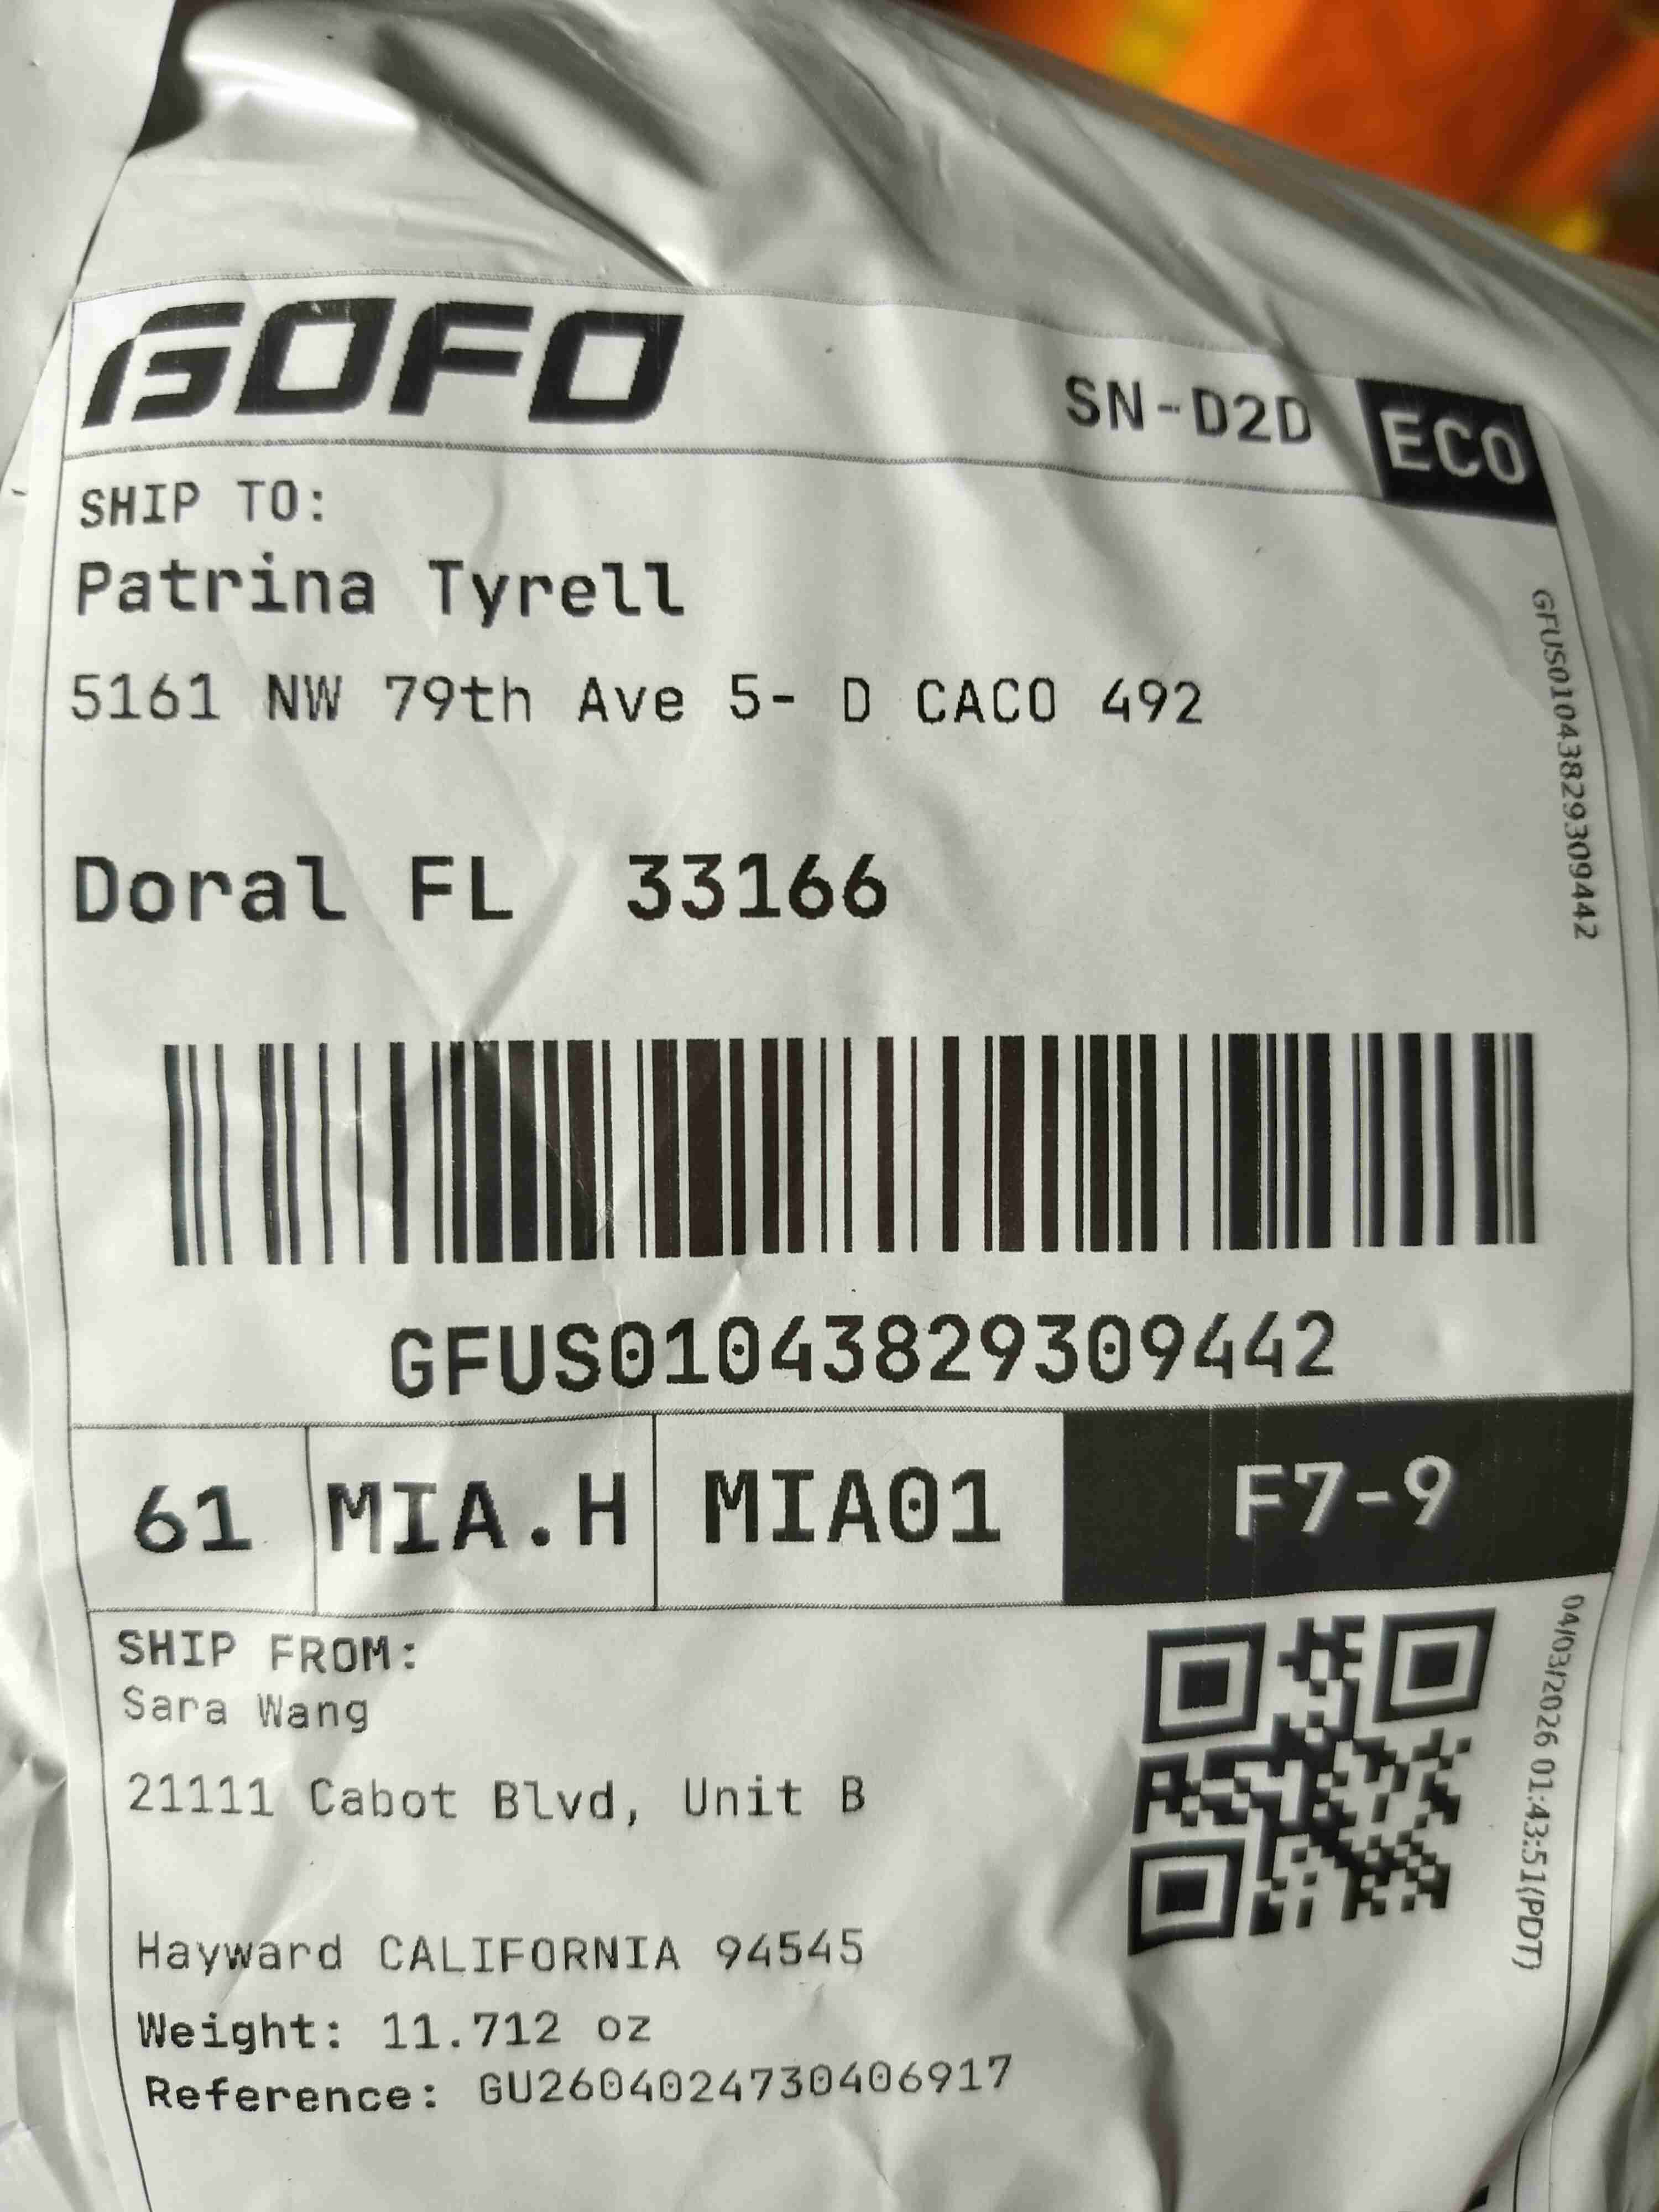 GOFO
SN-D2D ECO
SHIP TO:
Patrina Tyrell
5161 NW 79th Ave 5- D CACO 492
Doral FL 33166
GFUS01043829309442
GFUS01043829309442
61 MIA.H MIA01 F7-9
SHIP FROM:
Sara Wang
21111 Cabot Blvd, Unit B
Hayward CALIFORNIA 94545
Weight: 11.712 oz
Reference: GU2604024730406917
04/03/2026 01:43:51(PDT)